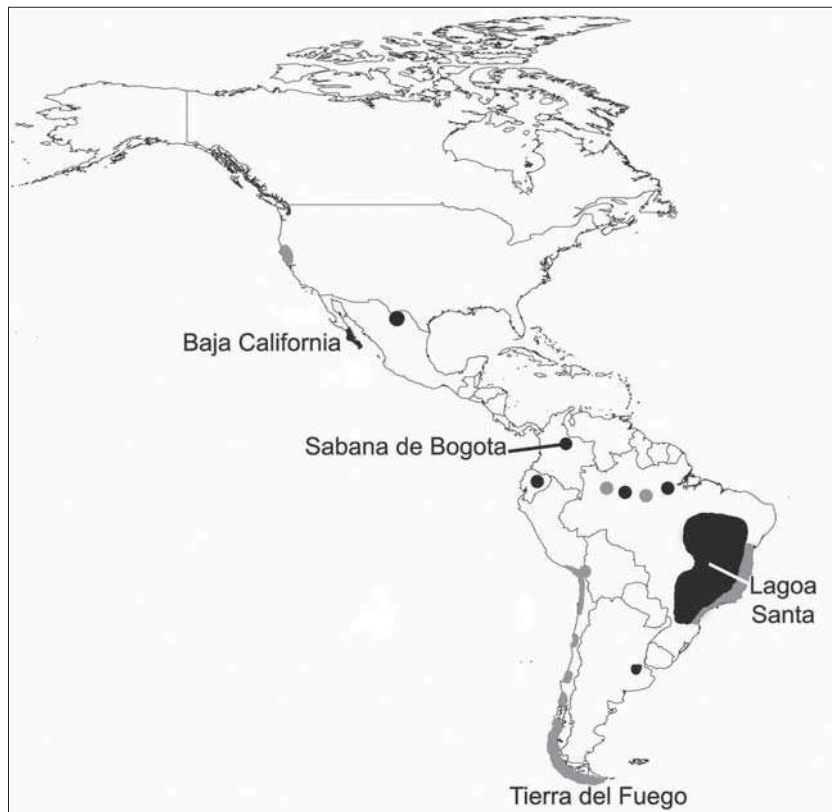 Baja California
Sabana de Bogota
Lagoa
Santa
Tierra del Fuego